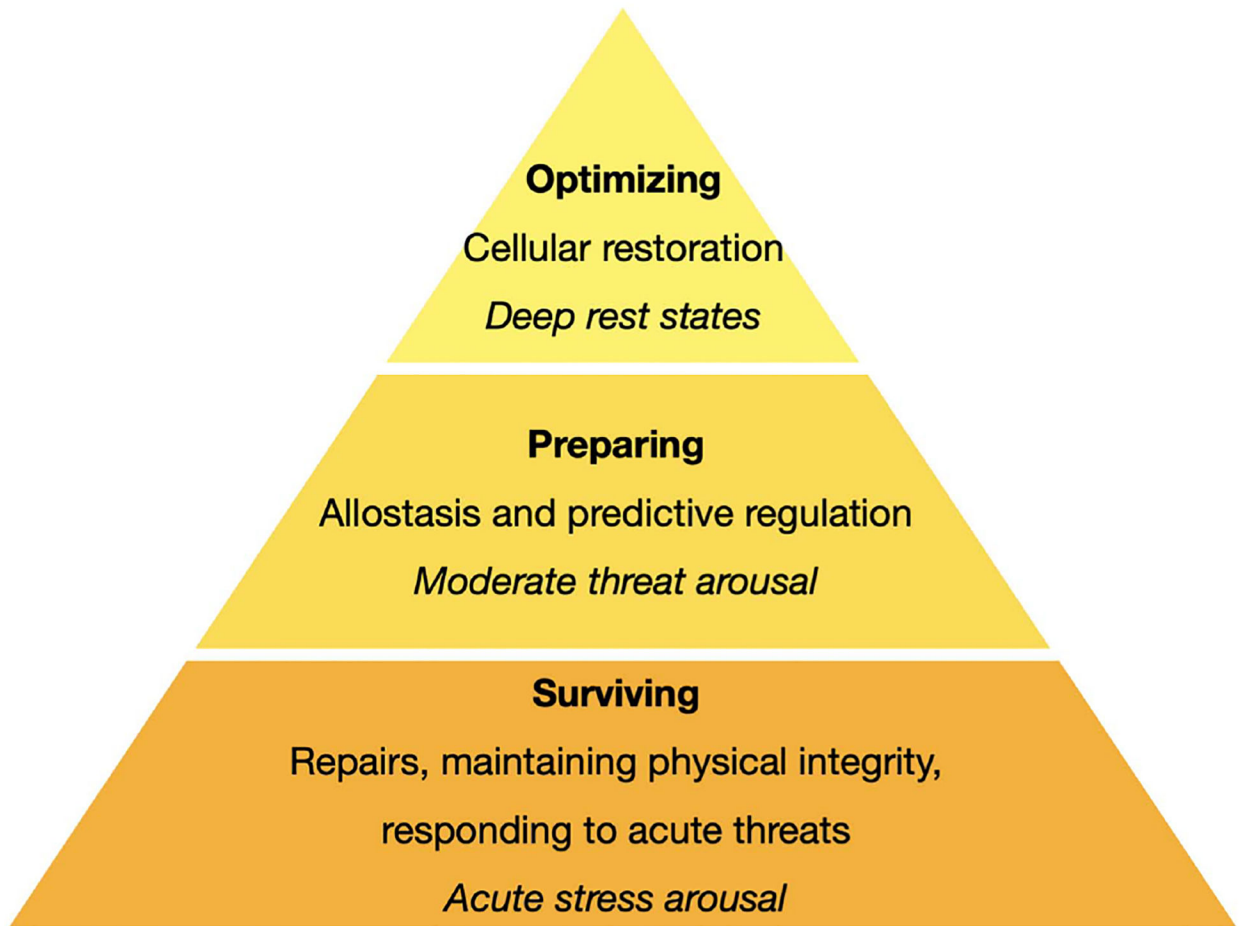 Optimizing
Cellular restoration
Deep rest states
Preparing
Allostasis and predictive regulation
Moderate threat arousal
Surviving
Repairs, maintaining physical integrity,
responding to acute threats
Acute stress arousal